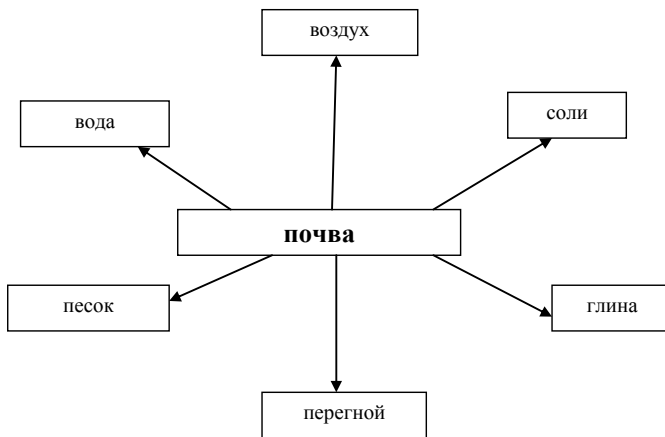 воздух
вода
соли
почва
песок
глина
перегной